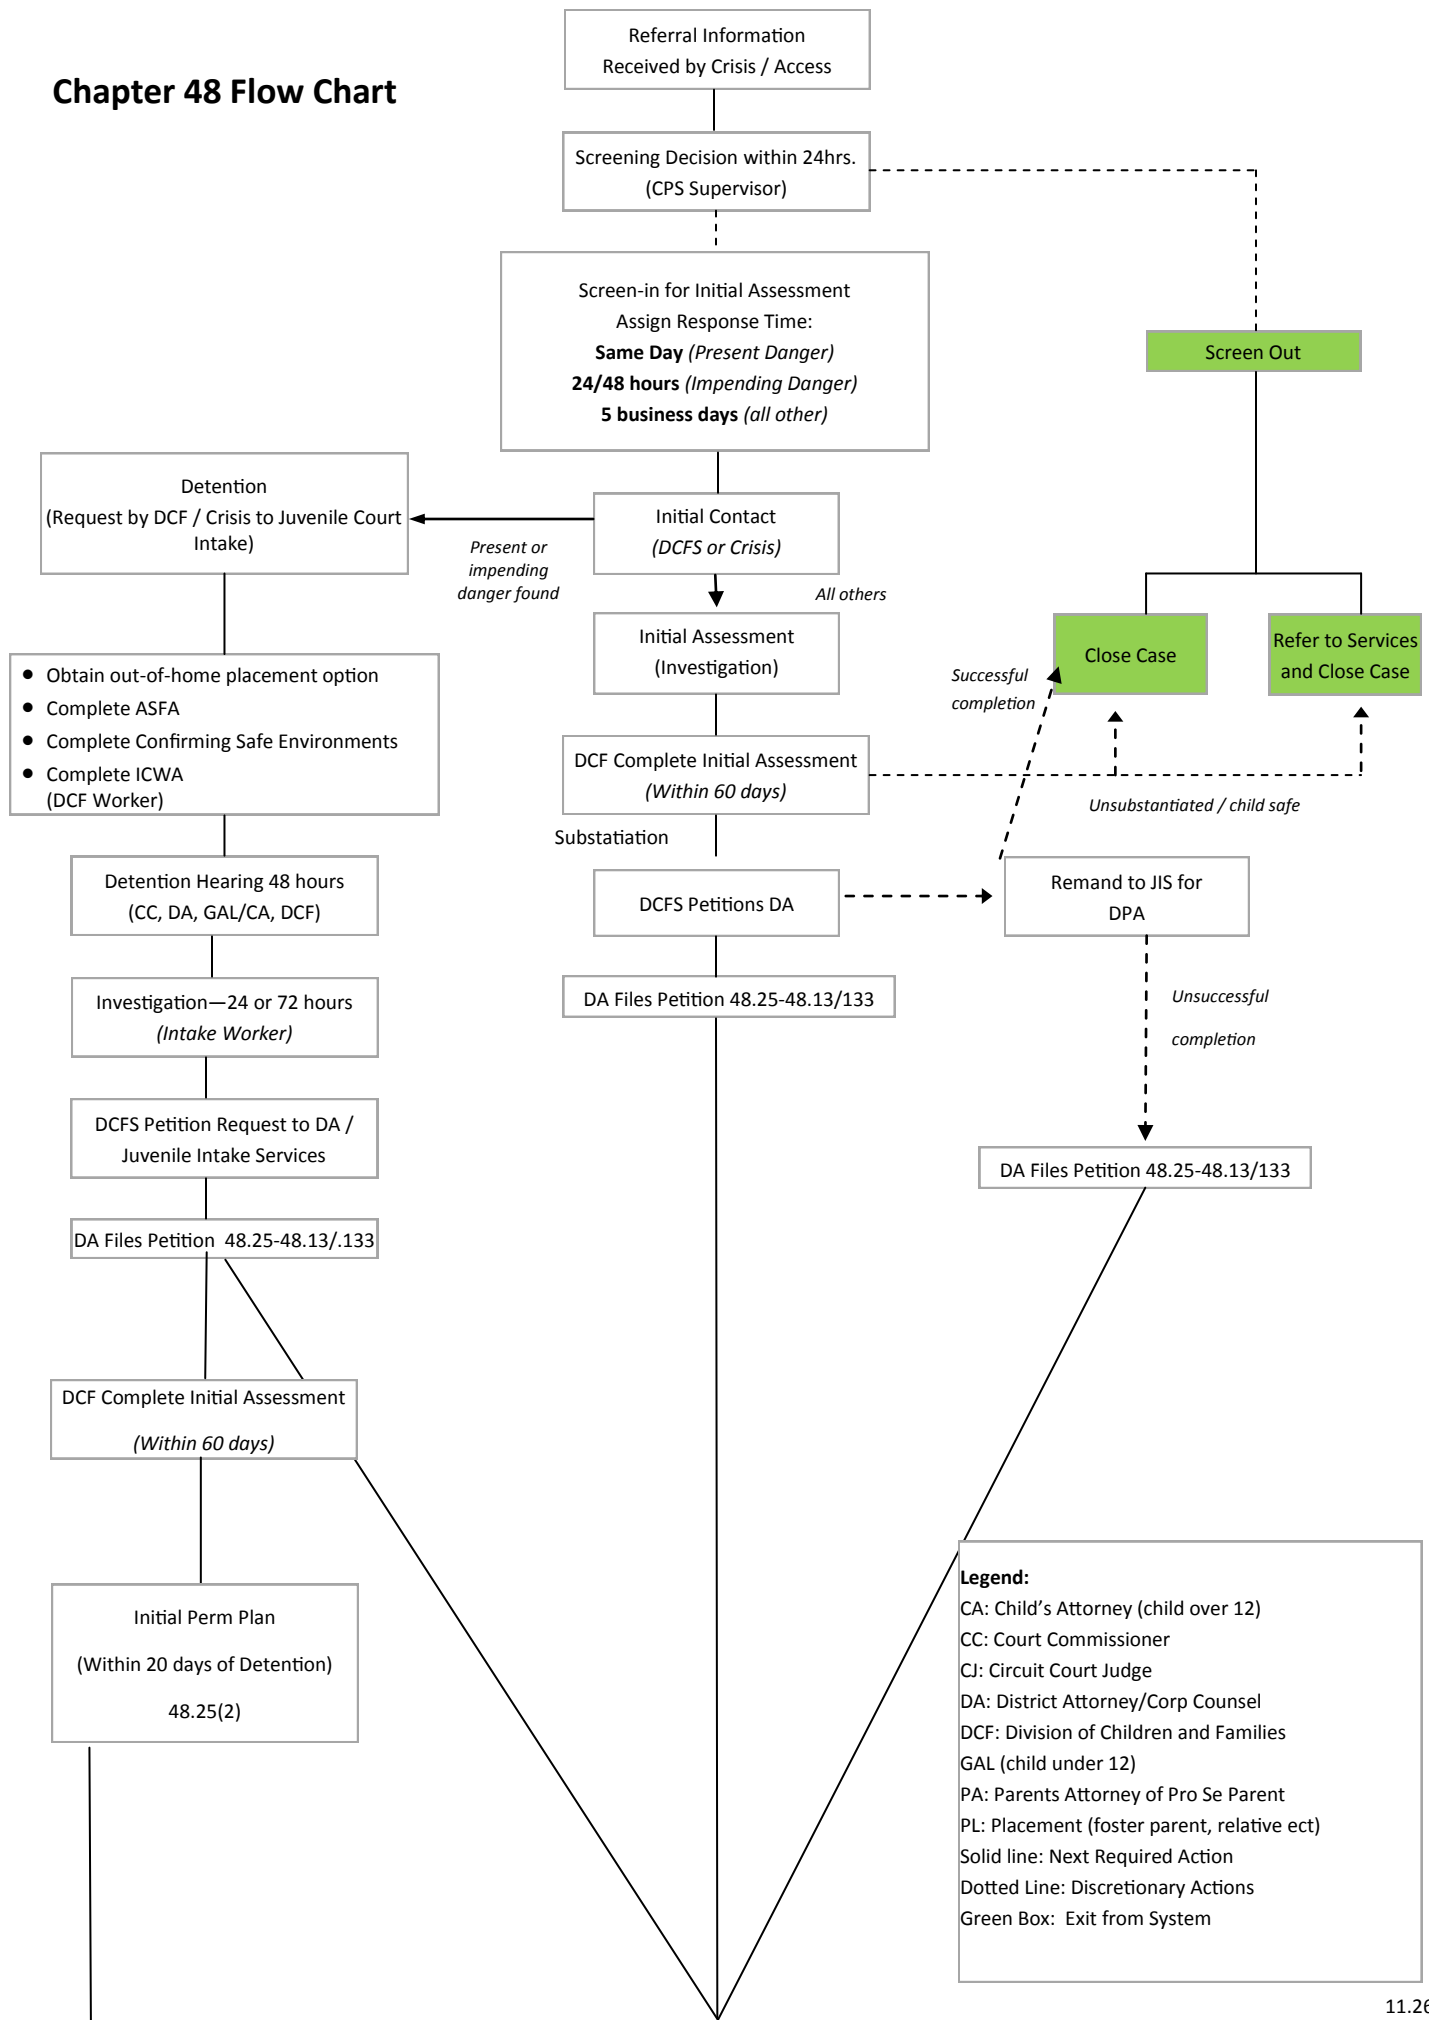 Chapter 48 Flow Chart
Referral Information
Received by Crisis / Access
Screening Decision within 24hrs.
(CPS Supervisor)
Screen-in for Initial Assessment
Assign Response Time:
Same Day (Present Danger)
24/48 hours (Impending Danger)
5 business days (all other)
Screen Out
Detention
(Request by DCF / Crisis to Juvenile Court
Intake)
Present or
impending
danger found
Initial Contact
(DCFS or Crisis)
All others
Initial Assessment
(Investigation)
Close Case
Refer to Services
and Close Case
Successful
completion
• Obtain out-of-home placement option
• Complete ASFA
• Complete Confirming Safe Environments
• Complete ICWA
(DCF Worker)
DCF Complete Initial Assessment
(Within 60 days)
Unsubstantiated / child safe
Substatiation
Detention Hearing 48 hours
(CC, DA, GAL/CA, DCF)
DCFS Petitions DA
Remand to JIS for
DPA
Investigation—24 or 72 hours
(Intake Worker)
DA Files Petition 48.25-48.13/133
Unsuccessful
completion
DCFS Petition Request to DA /
Juvenile Intake Services
DA Files Petition 48.25-48.13/133
DA Files Petition  48.25-48.13/.133
DCF Complete Initial Assessment
(Within 60 days)
Initial Perm Plan
(Within 20 days of Detention)
48.25(2)
Legend:
CA: Child’s Attorney (child over 12)
CC: Court Commissioner
CJ: Circuit Court Judge
DA: District Attorney/Corp Counsel
DCF: Division of Children and Families
GAL (child under 12)
PA: Parents Attorney of Pro Se Parent
PL: Placement (foster parent, relative ect)
Solid line: Next Required Action
Dotted Line: Discretionary Actions
Green Box:  Exit from System
11.26